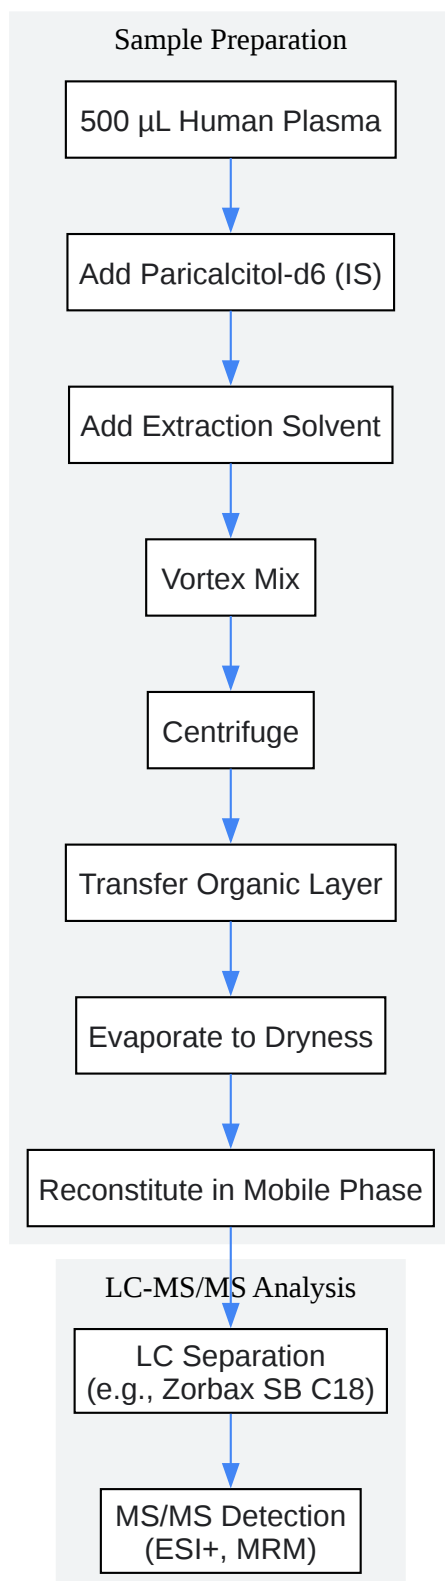 Sample Preparation
500 µL Human Plasma
Add Paricalcitol-d6 (IS)
Add Extraction Solvent
Vortex Mix
Centrifuge
Transfer Organic Layer
Evaporate to Dryness
Reconstitute in Mobile Phase
LC-MS/MS Analysis
LC Separation
(e.g., Zorbax SB C18)
MS/MS Detection
(ESI+, MRM)